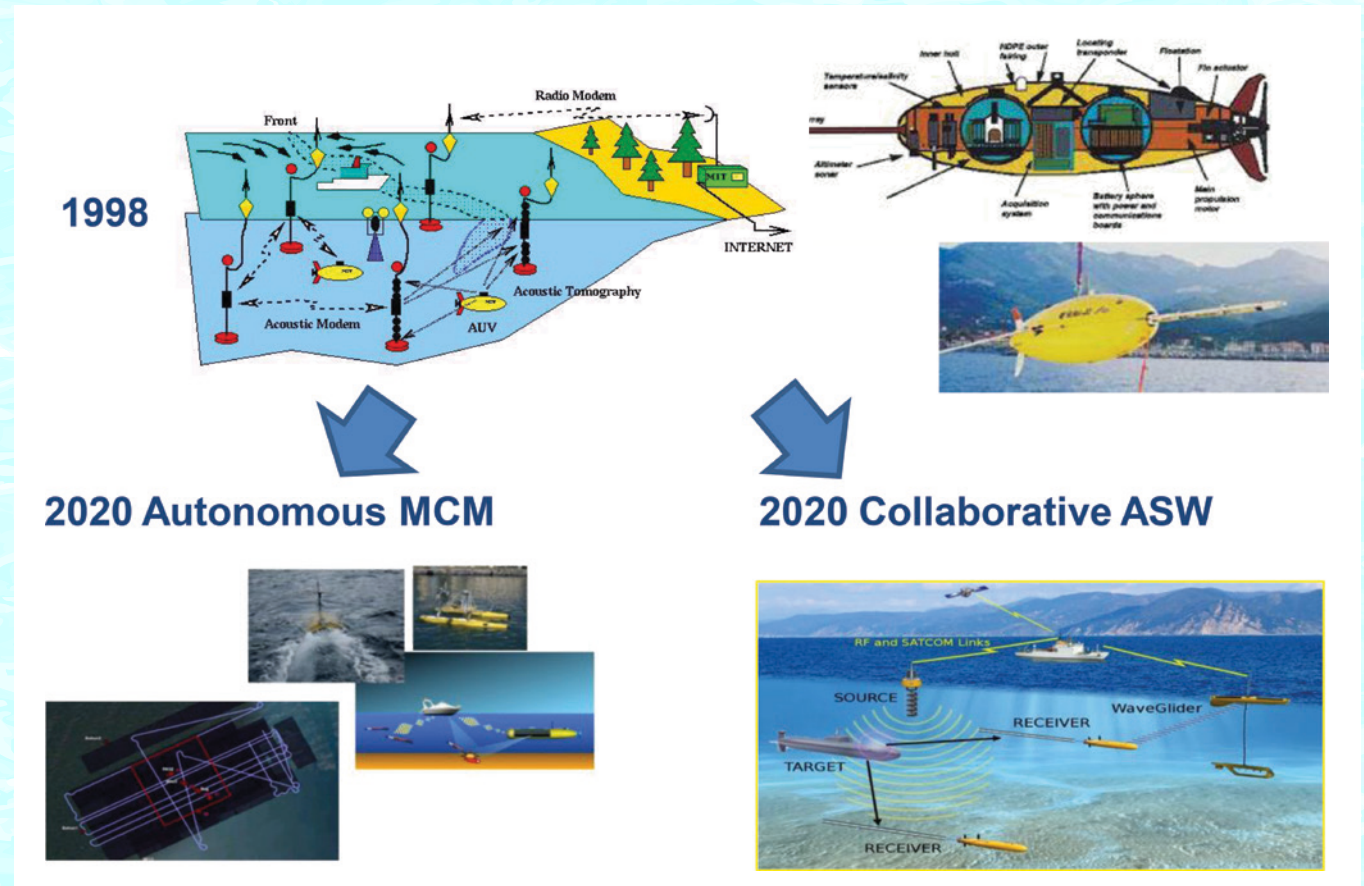 1998
Front
Radio Modem
MIT
INTERNET
Acoustic Tomography
Acoustic Modem
AUV
Inner hull
HDPE outer
fairing
Locating
transponder
Floatation
Fin actuator
Temperature/salinity
sensors
rray
Altimeter
sonar
Acquisition
system
Battery sphere
with power and
communications
boards
Main
propulsion
motor
2020 Autonomous MCM
2020 Collaborative ASW
RF and SATCOM Links
SOURCE
WaveGlider
RECEIVER
TARGET
RECEIVER